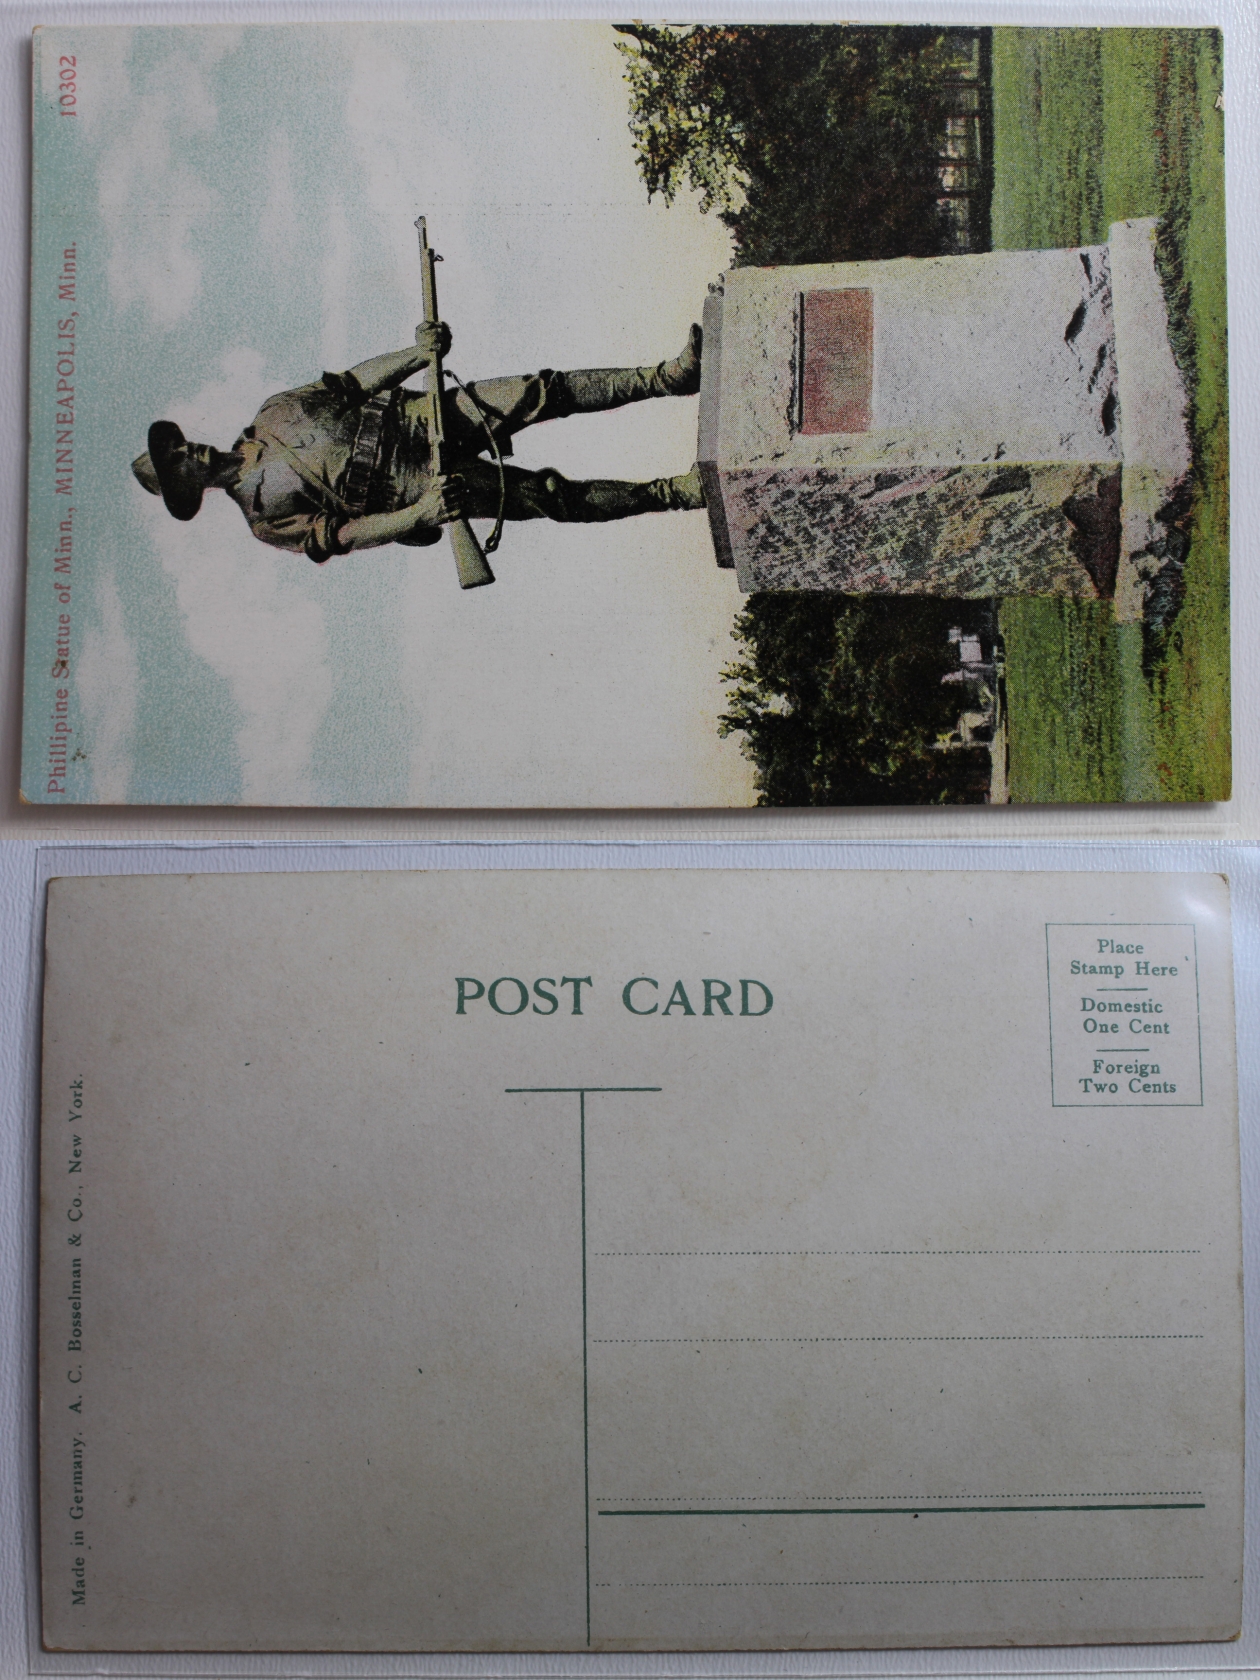 Phillipine Statue of Minn., MINNEAPOLIS, Minn. 10302
POST CARD
Place
Stamp Here
Domestic
One Cent
Foreign
Two Cents
Made in Germany. A. C. Bosselman & Co., New York.